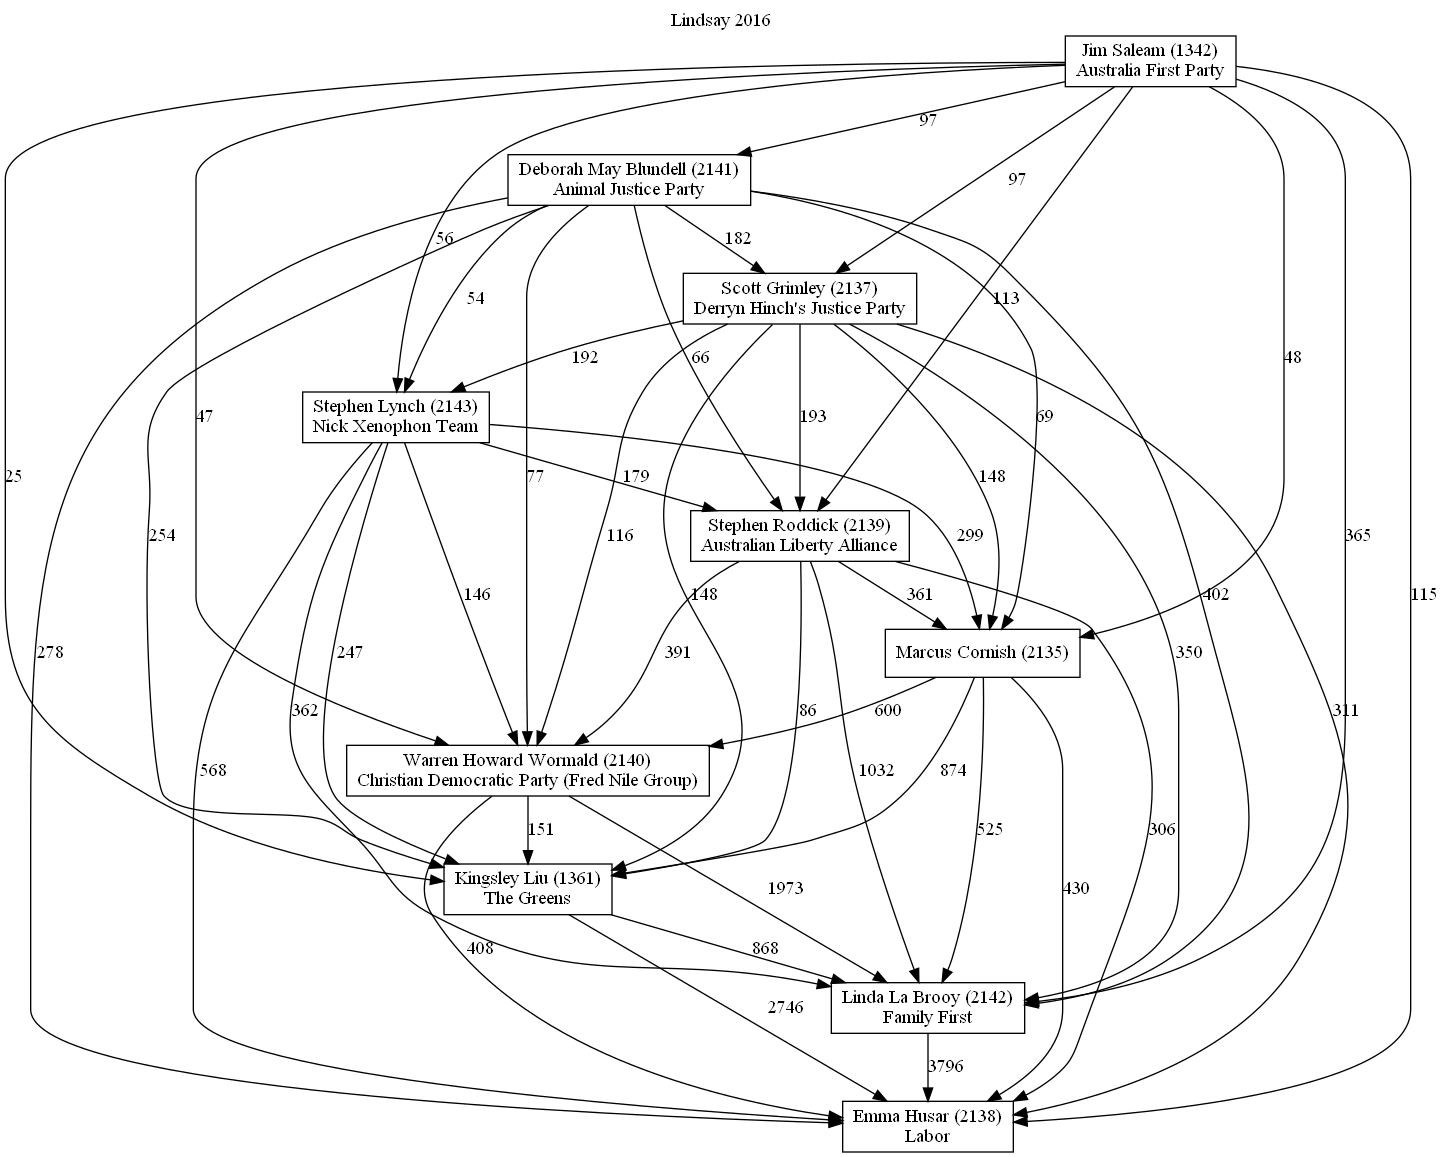 Lindsay 2016
Jim Saleam (1342)
Australia First Party
97
Deborah May Blundell (2141)
Animal Justice Party
97
56
182
54
Scott Grimley (2137)
Derryn Hinch's Justice Party
113
192
66
48
Stephen Lynch (2143)
Nick Xenophon Team
47
193
69
25
77
179
148
Stephen Roddick (2139)
Australian Liberty Alliance
254
116
299
365
146
148
361
402
115
278
247
391
Marcus Cornish (2135)
350
362
86
600
311
568
Warren Howard Wormald (2140)
Christian Democratic Party (Fred Nile Group)
1032
874
151
525
306
Kingsley Liu (1361)
The Greens
1973
430
408
868
Linda La Brooy (2142)
Family First
2746
3796
Emma Husar (2138)
Labor